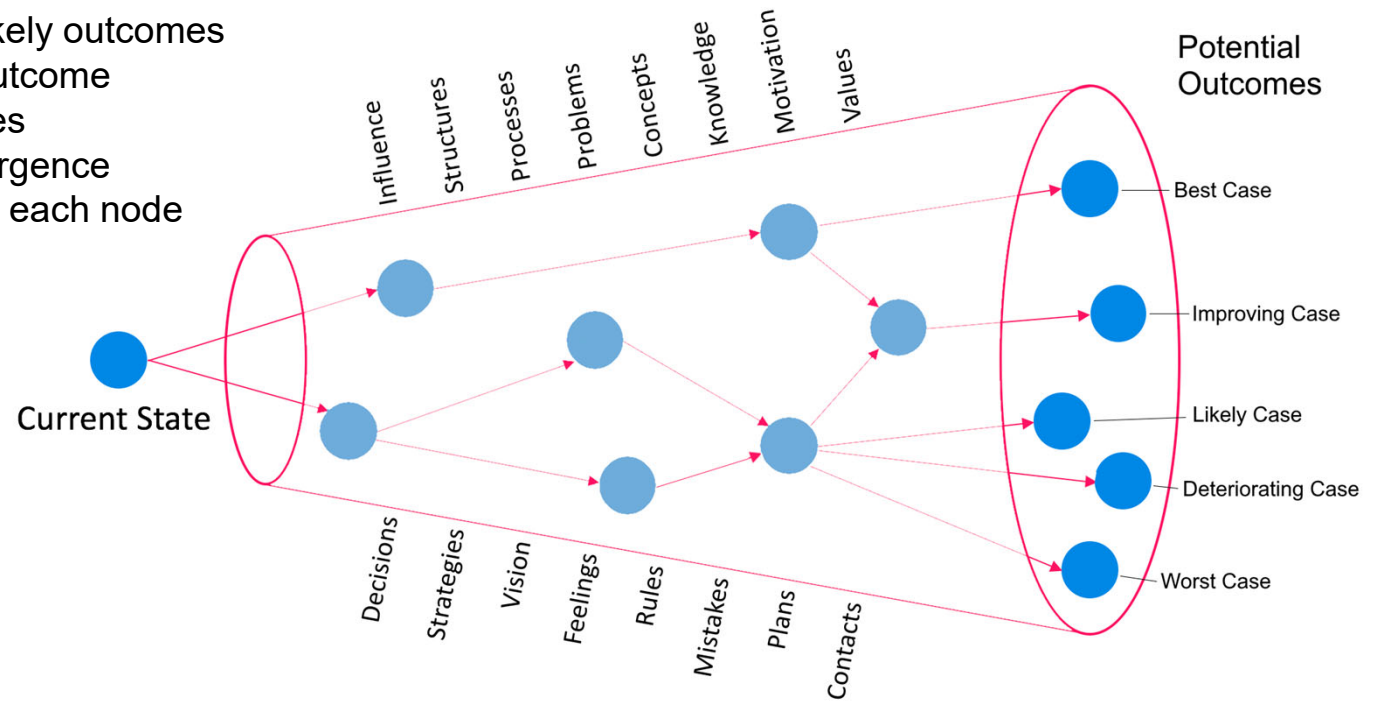 kely outcomes
utcome
es
rgence
each node
Influence
Structures
Processes
Problems
Concepts
Knowledge
Motivation
Values
Potential
Outcomes
Current State
Best Case
Improving Case
Likely Case
Deteriorating Case
Worst Case
Decisions
Strategies
Vision
Feelings
Rules
Mistakes
Plans
Contacts